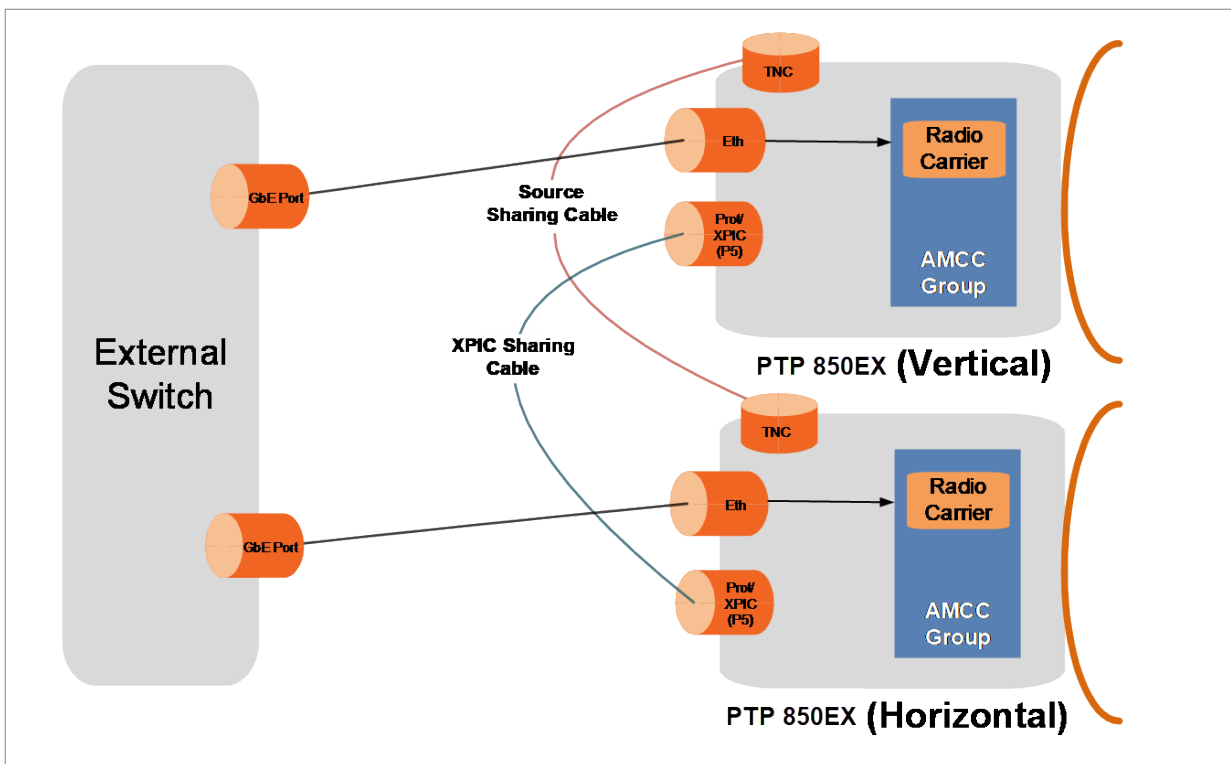 TNC
Eth
Radio
Carrier
GbE Port
Source
Sharing Cable
Prot/
XPIC
(P5)
AMCC
Group
External
Switch
XPIC Sharing
Cable
PTP 850EX (Vertical)
TNC
Eth
Radio
Carrier
GbE Port
Prot/
XPIC
(P5)
AMCC
Group
PTP 850EX (Horizontal)